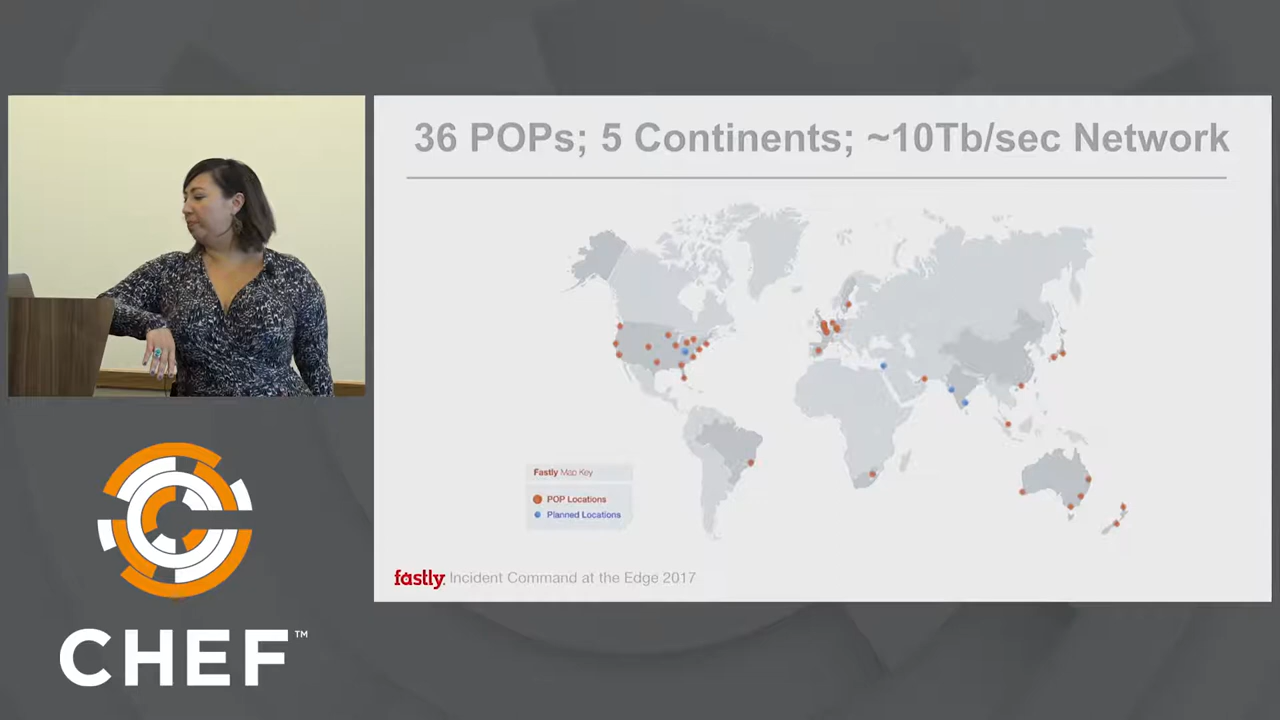 36 POPs; 5 Continents; ~10Tb/sec Network
Fastly Map Key
POP Locations
Planned Locations
fastly. Incident Command at the Edge 2017
CHEF™